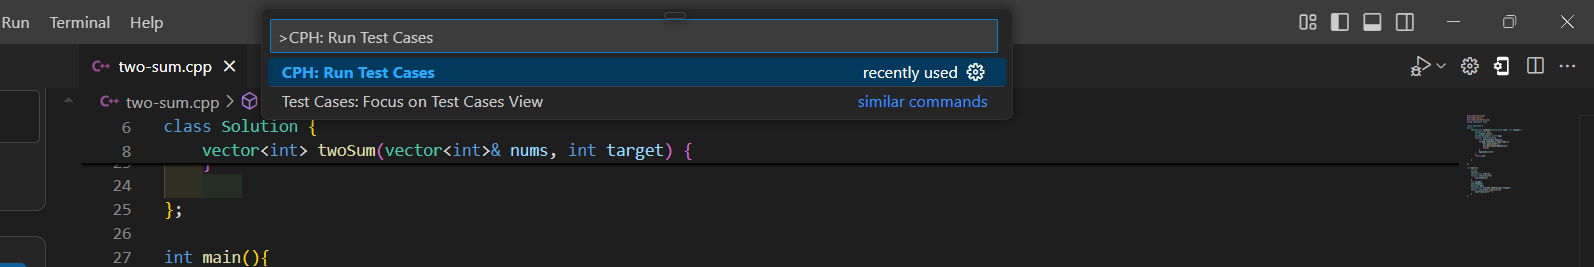 Run Terminal Help
>CPH: Run Test Cases
CPH: Run Test Cases recently used
Test Cases: Focus on Test Cases View similar commands
C++ two-sum.cpp
C++ two-sum.cpp >
6 class Solution {
8 vector<int> twoSum(vector<int>& nums, int target) {
24
25 };
26
27 int main(){